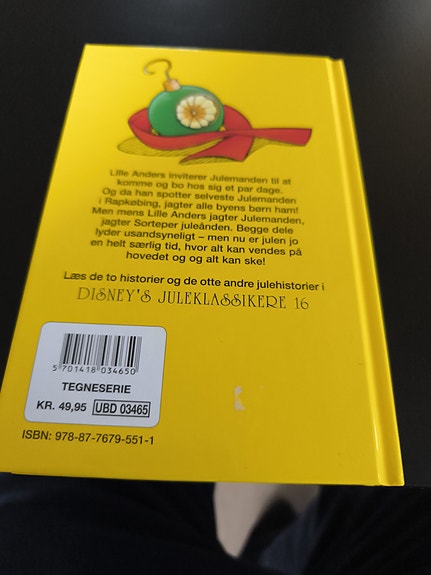 Lille Anders inviterer Julemanden til at
komme og bo hos sig et par dage.
Og da han spotter selveste Julemanden
i Rapkøbing, jagter alle byens børn ham!
Men mens Lille Anders jagter Julemanden,
jagter Sorteper juleånden. Begge dele
lyder usandsyneligt – men nu er julen jo
en helt særlig tid, hvor alt kan vendes på
hovedet og og alt kan ske!
Læs de to historier og de otte andre julehistorier i
DISNEY'S JULEKLASSIKERE 16
5 701418 034650
TEGNESERIE
KR. 49,95 UBD 03465
ISBN: 978-87-7679-551-1